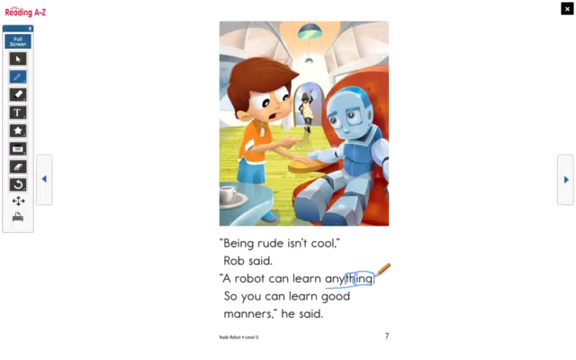 Reading A-Z
Full
Screen
T
"Being rude isn't cool,"
Rob said.
"A robot can learn anything.
So you can learn good
manners," he said.
Rude Robot • Level G
7